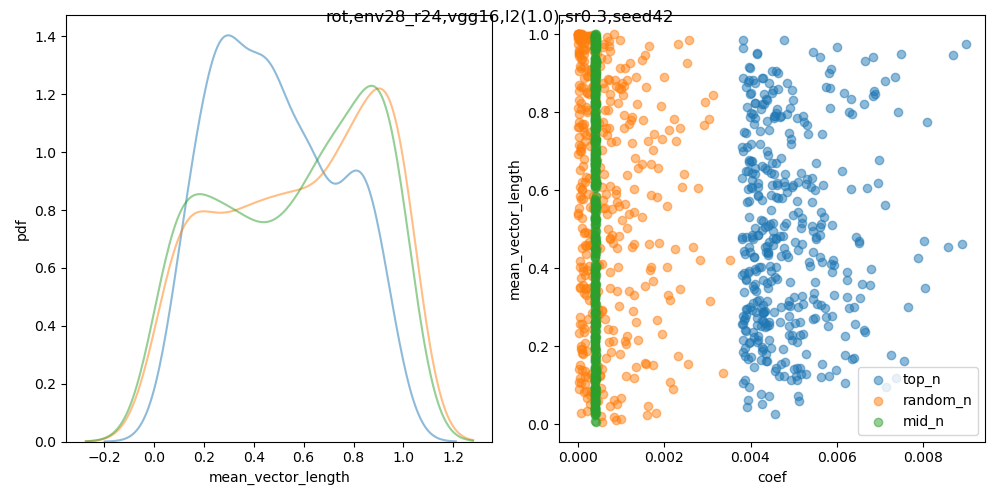 rot,env28_r24,vgg16,l2(1.0),sr0.3,seed42
pdf
1.4
1.2
1.0
0.8
0.6
0.4
0.2
0.0
−0.2 0.0 0.2 0.4 0.6 0.8 1.0 1.2
mean_vector_length
mean_vector_length
1.0
0.8
0.6
0.4
0.2
0.0
0.000 0.002 0.004 0.006 0.008
coef
top_n
random_n
mid_n